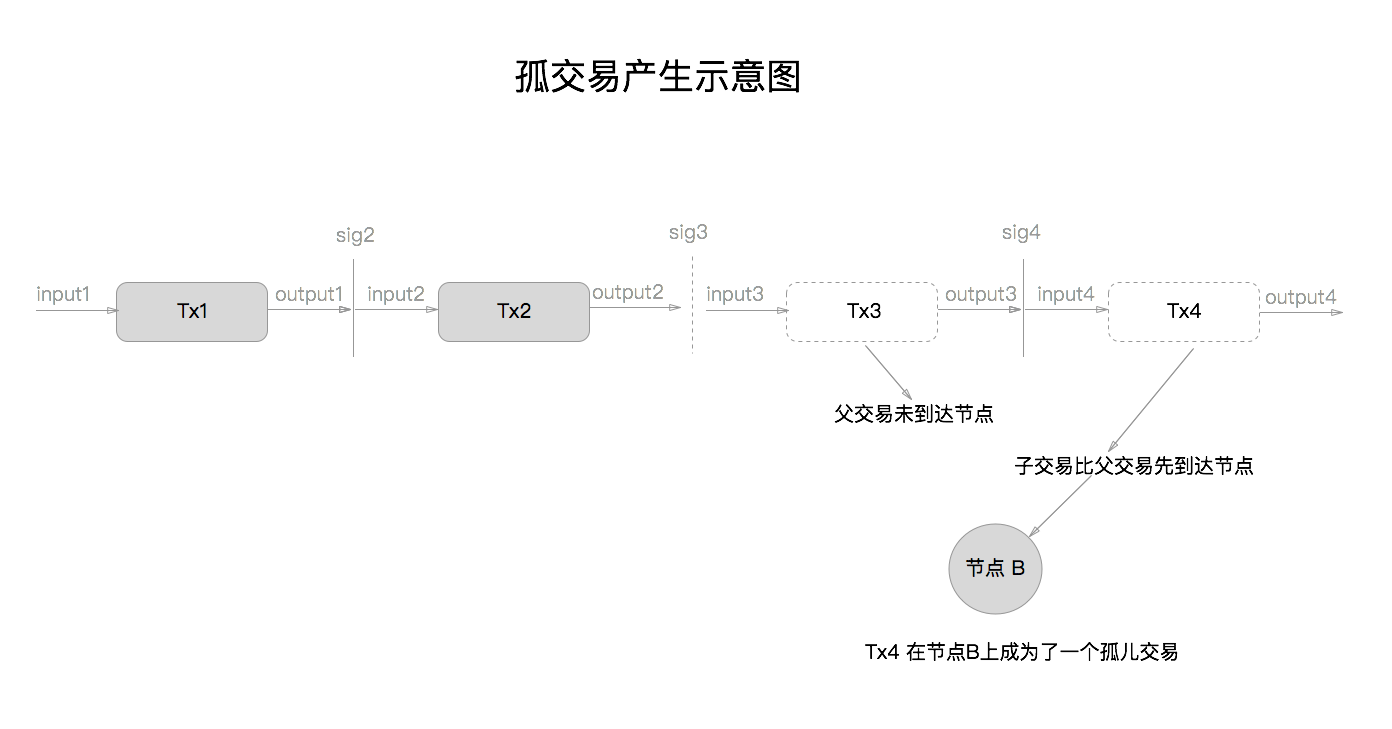 孤交易产生示意图
sig2
sig3
sig4
input1
Tx1
output1
input2
Tx2
output2
input3
Tx3
output3
input4
Tx4
output4
父交易未到达节点
子交易比父交易先到达节点
节点 B
Tx4 在节点B上成为了一个孤儿交易